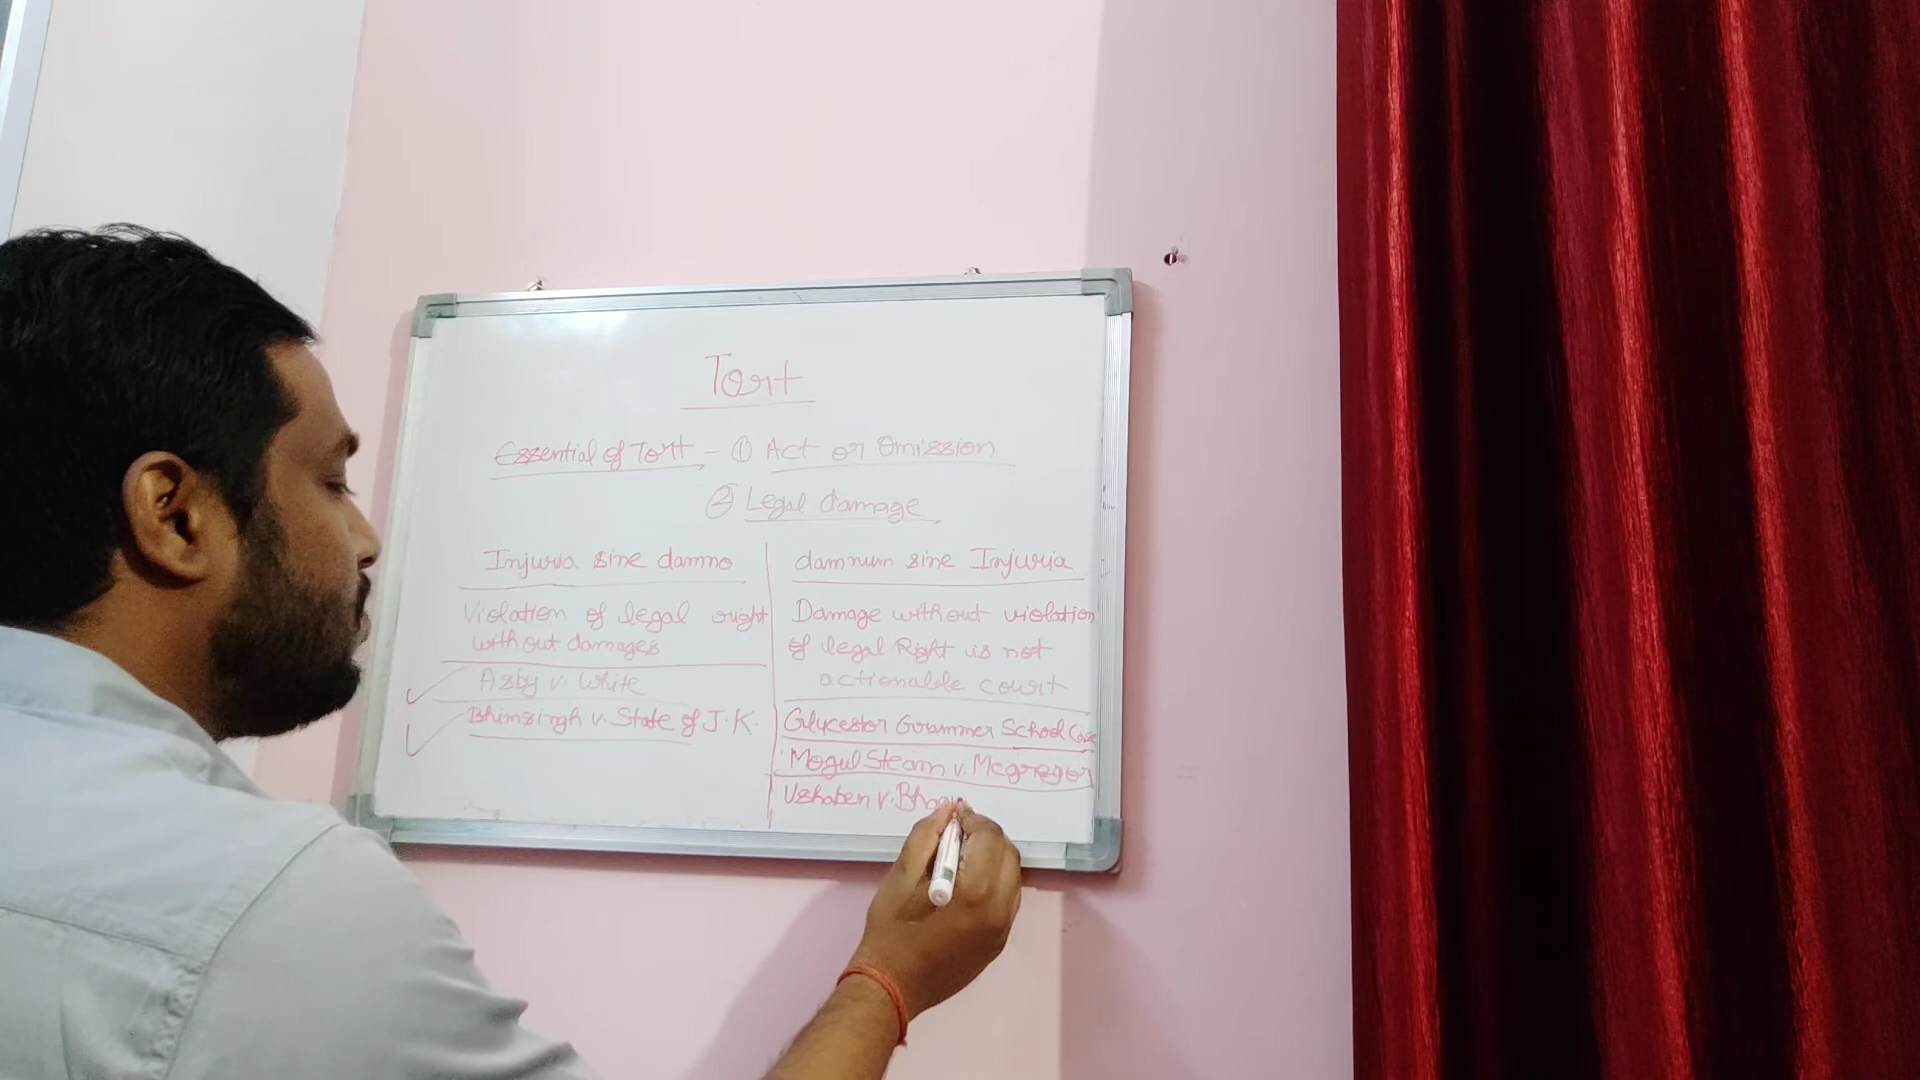 Tort
Essential of Tort - ① Act or Omission
② Legal damage
Injuria sine damno
Violation of legal right
without damages
Asby v. White
Bhimsingh v. State of J.K.
damnum sine Injuria
Damage without violation
of legal Right is not
actionable court
Glucester Grammer School Case
Mogul Steam v. Mcgregor
Ushaben v. Bhag